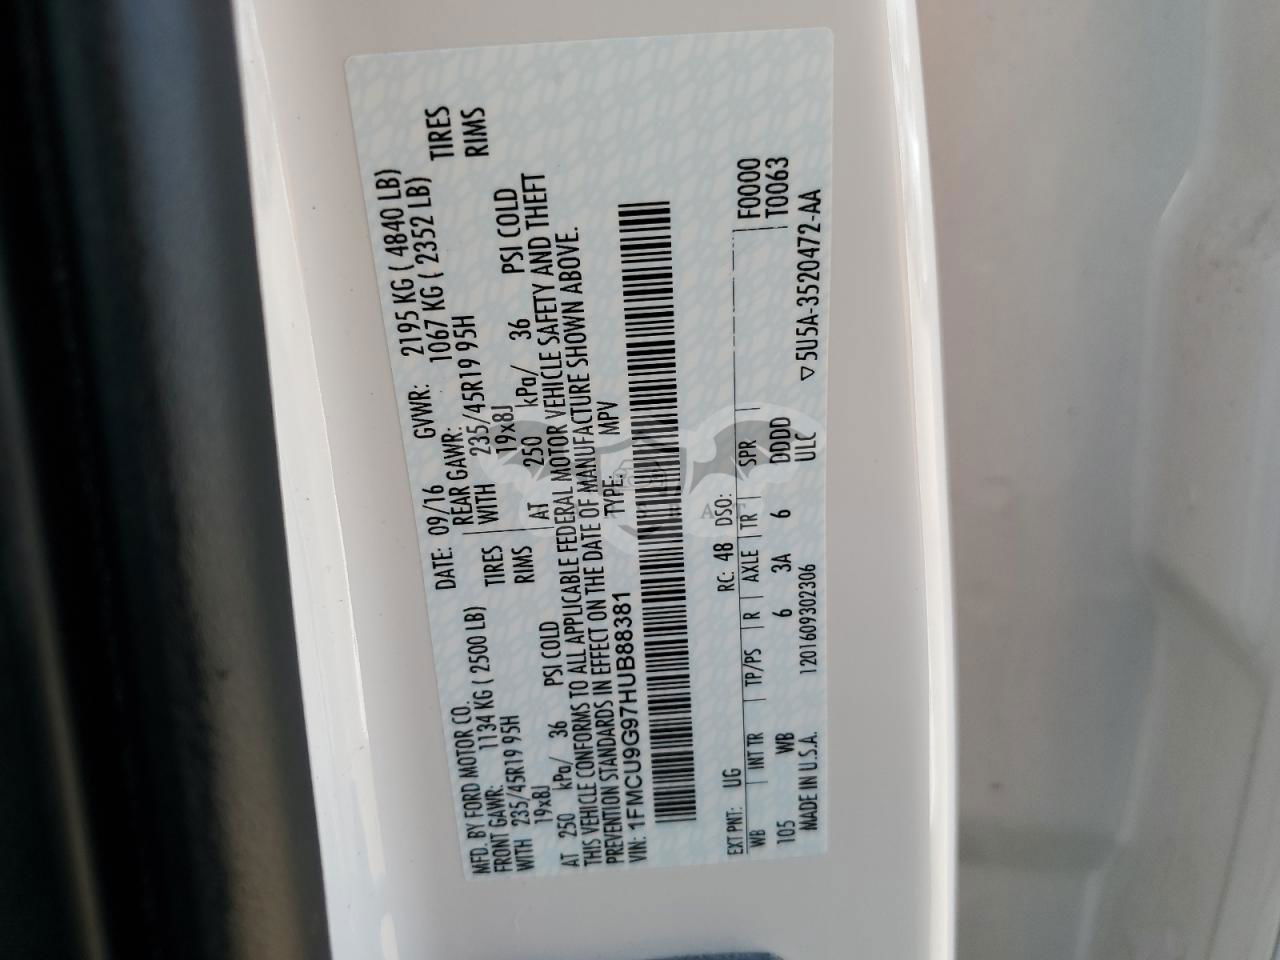 MFD. BY FORD MOTOR CO.
DATE: 09/16 GVWR: 2195 KG ( 4840 LB)
FRONT GAWR: 1134 KG ( 2500 LB) REAR GAWR: 1067 KG ( 2352 LB)
WITH 235/45R19 95H TIRES WITH 235/45R19 95H TIRES
19x8J RIMS 19x8J RIMS
AT 250 kPa/ 36 PSI COLD AT 250 kPa/ 36 PSI COLD
THIS VEHICLE CONFORMS TO ALL APPLICABLE FEDERAL MOTOR VEHICLE SAFETY AND THEFT
PREVENTION STANDARDS IN EFFECT ON THE DATE OF MANUFACTURE SHOWN ABOVE.
VIN: 1FMCU9G97HUB88381 TYPE: MPV
EXT PNT: UG RC: 48 DSO: F0000
WB INT TR TP/PS R AXLE TR SPR T0063
105 WB 6 3A 6 DDDD
MADE IN U.S.A. 1201609302306 ULC 5U5A-3520472-AA